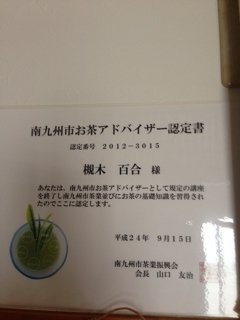 南九州市お茶アドバイザー認定書
認定番号 2012-3015
槻木 百合 様
あなたは、南九州市お茶アドバイザーとして規定の講座
を終了し南九州市茶業並びにお茶の基礎知識を習得され
たのでここに認定します。
平成24年 9月15日
南九州市茶業振興会
会長 山口 友治